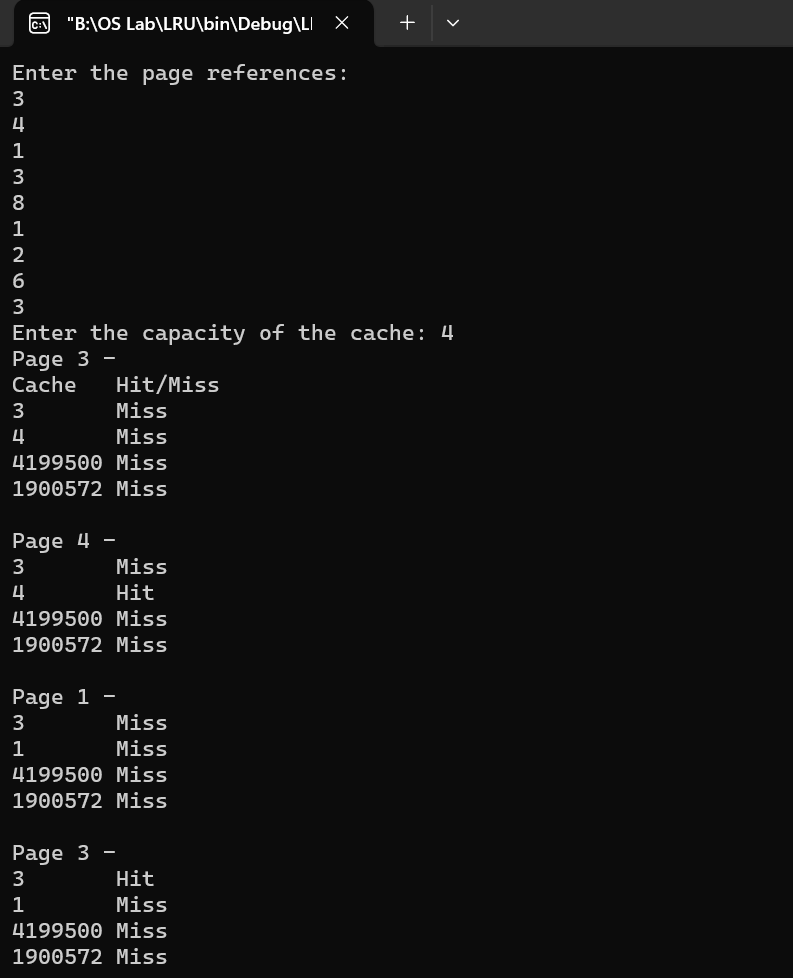 "B:\OS Lab\LRU\bin\Debug\LI
Enter the page references:
3
4
1
3
8
1
2
6
3
Enter the capacity of the cache: 4
Page 3 -
Cache   Hit/Miss
3       Miss
4       Miss
4199500 Miss
1900572 Miss

Page 4 -
3       Miss
4       Hit
4199500 Miss
1900572 Miss

Page 1 -
3       Miss
1       Miss
4199500 Miss
1900572 Miss

Page 3 -
3       Hit
1       Miss
4199500 Miss
1900572 Miss